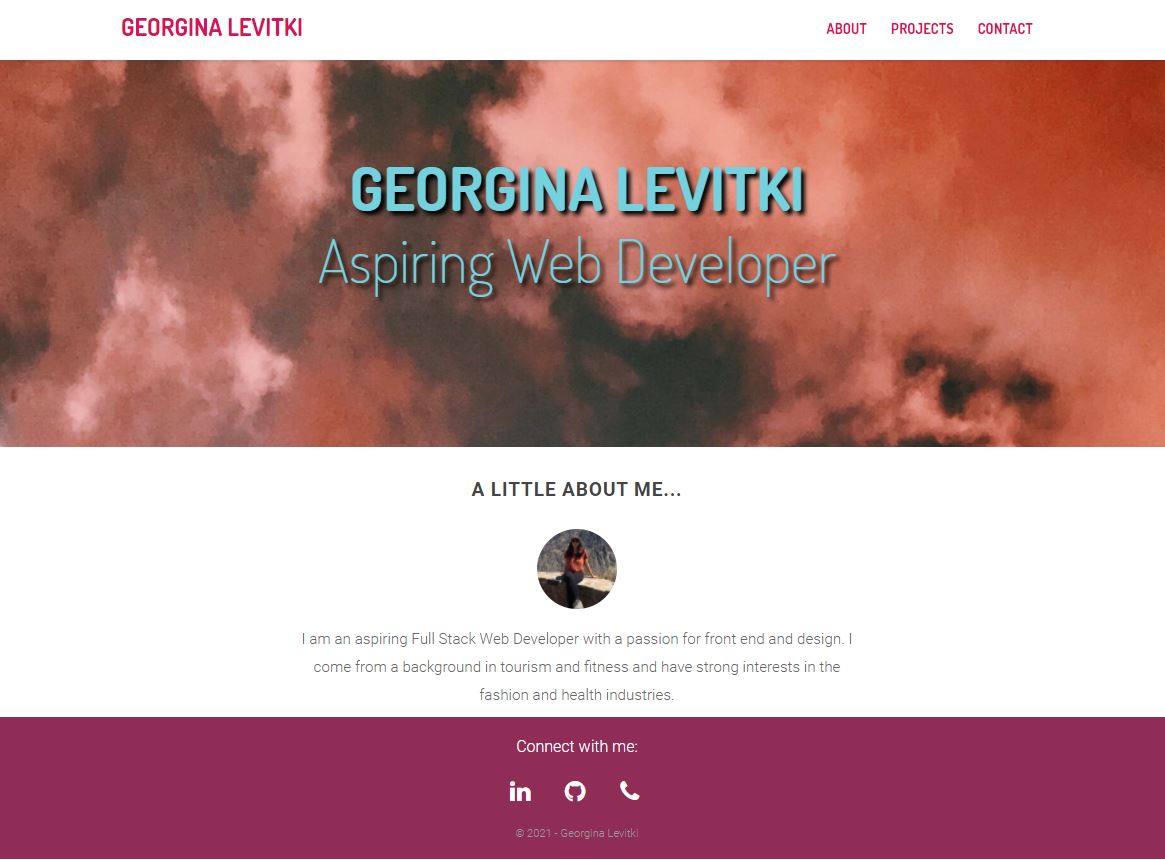 GEORGINA LEVITKI
ABOUT PROJECTS CONTACT
GEORGINA LEVITKI
Aspiring Web Developer
A LITTLE ABOUT ME...
I am an aspiring Full Stack Web Developer with a passion for front end and design. I
come from a background in tourism and fitness and have strong interests in the
fashion and health industries.
Connect with me:
in
© 2021 - Georgina Levitki